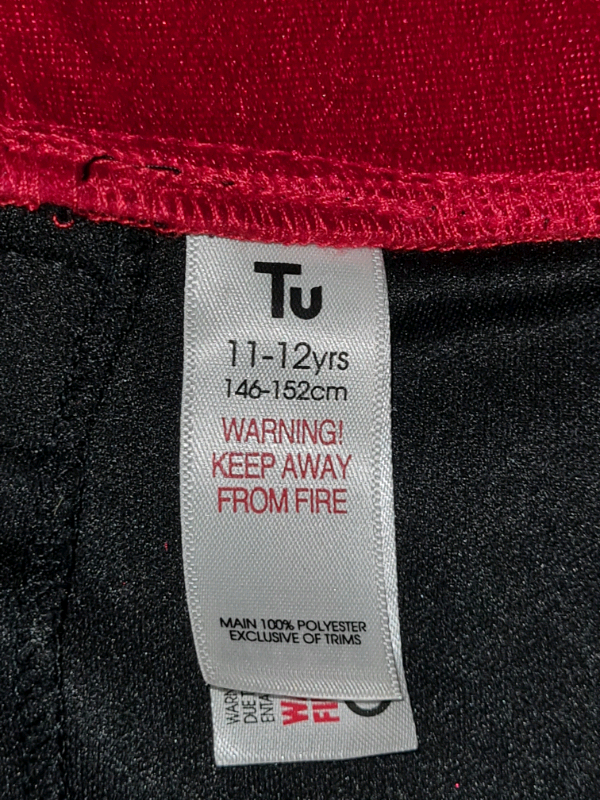 Tu
11-12yrs
146-152cm
WARNING!
KEEP AWAY
FROM FIRE
MAIN 100% POLYESTER
EXCLUSIVE OF TRIMS